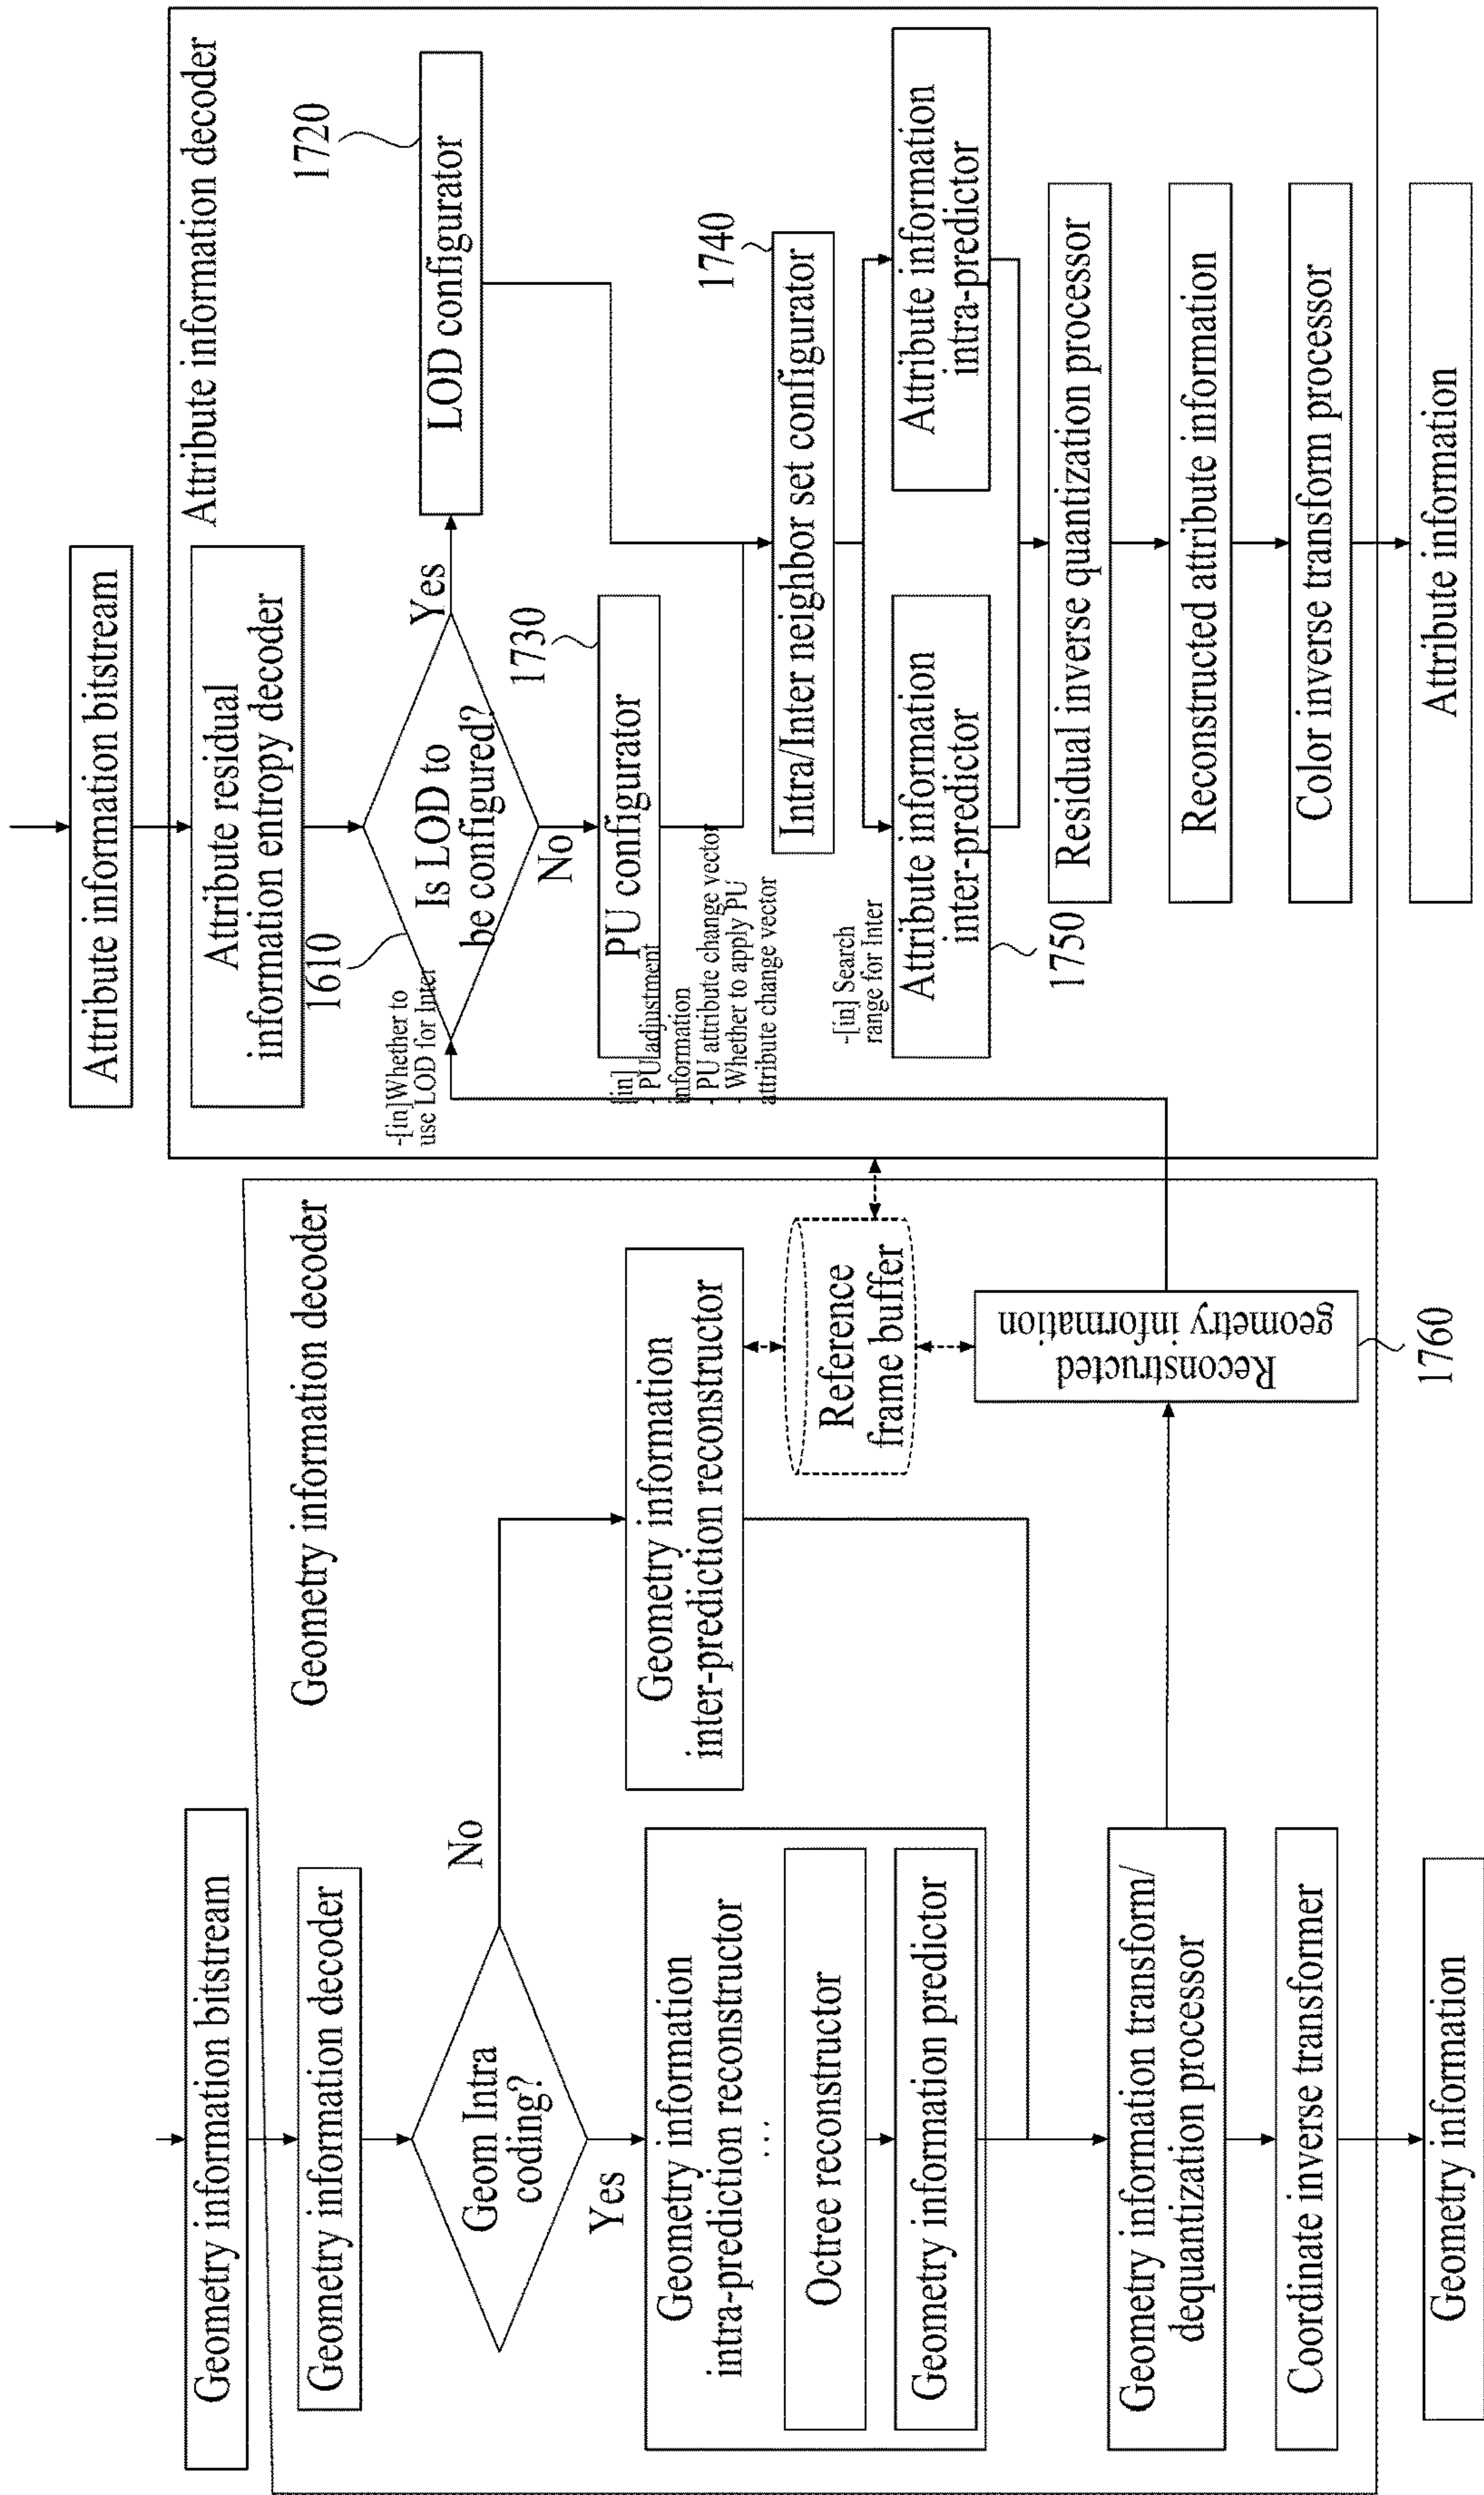 Geometry information bitstream
Geometry information decoder
Geometry information decoder
Geom Intra
coding?
No
Yes
Geometry information
intra-prediction reconstructor
...
Octree reconstructor
Geometry information predictor
Geometry information
inter-prediction reconstructor
Reference
frame buffer
Reconstructed
geometry information
1760
Geometry information transform/
dequantization processor
Coordinate inverse transformer
Geometry information
Attribute information bitstream
Attribute information decoder
Attribute residual
information entropy decoder
1610
-[in]Whether to
use LOD for Inter
Is LOD to
be configured?
Yes
No
1720
LOD configurator
1730
PU configurator
[in]
- PU adjustment
information
- PU attribute change vector
- Whether to apply PU
attribute change vector
1740
Intra/Inter neighbor set configurator
-[in] Search
range for Inter
Attribute information
inter-predictor
1750
Attribute information
intra-predictor
Residual inverse quantization processor
Reconstructed attribute information
Color inverse transform processor
Attribute information